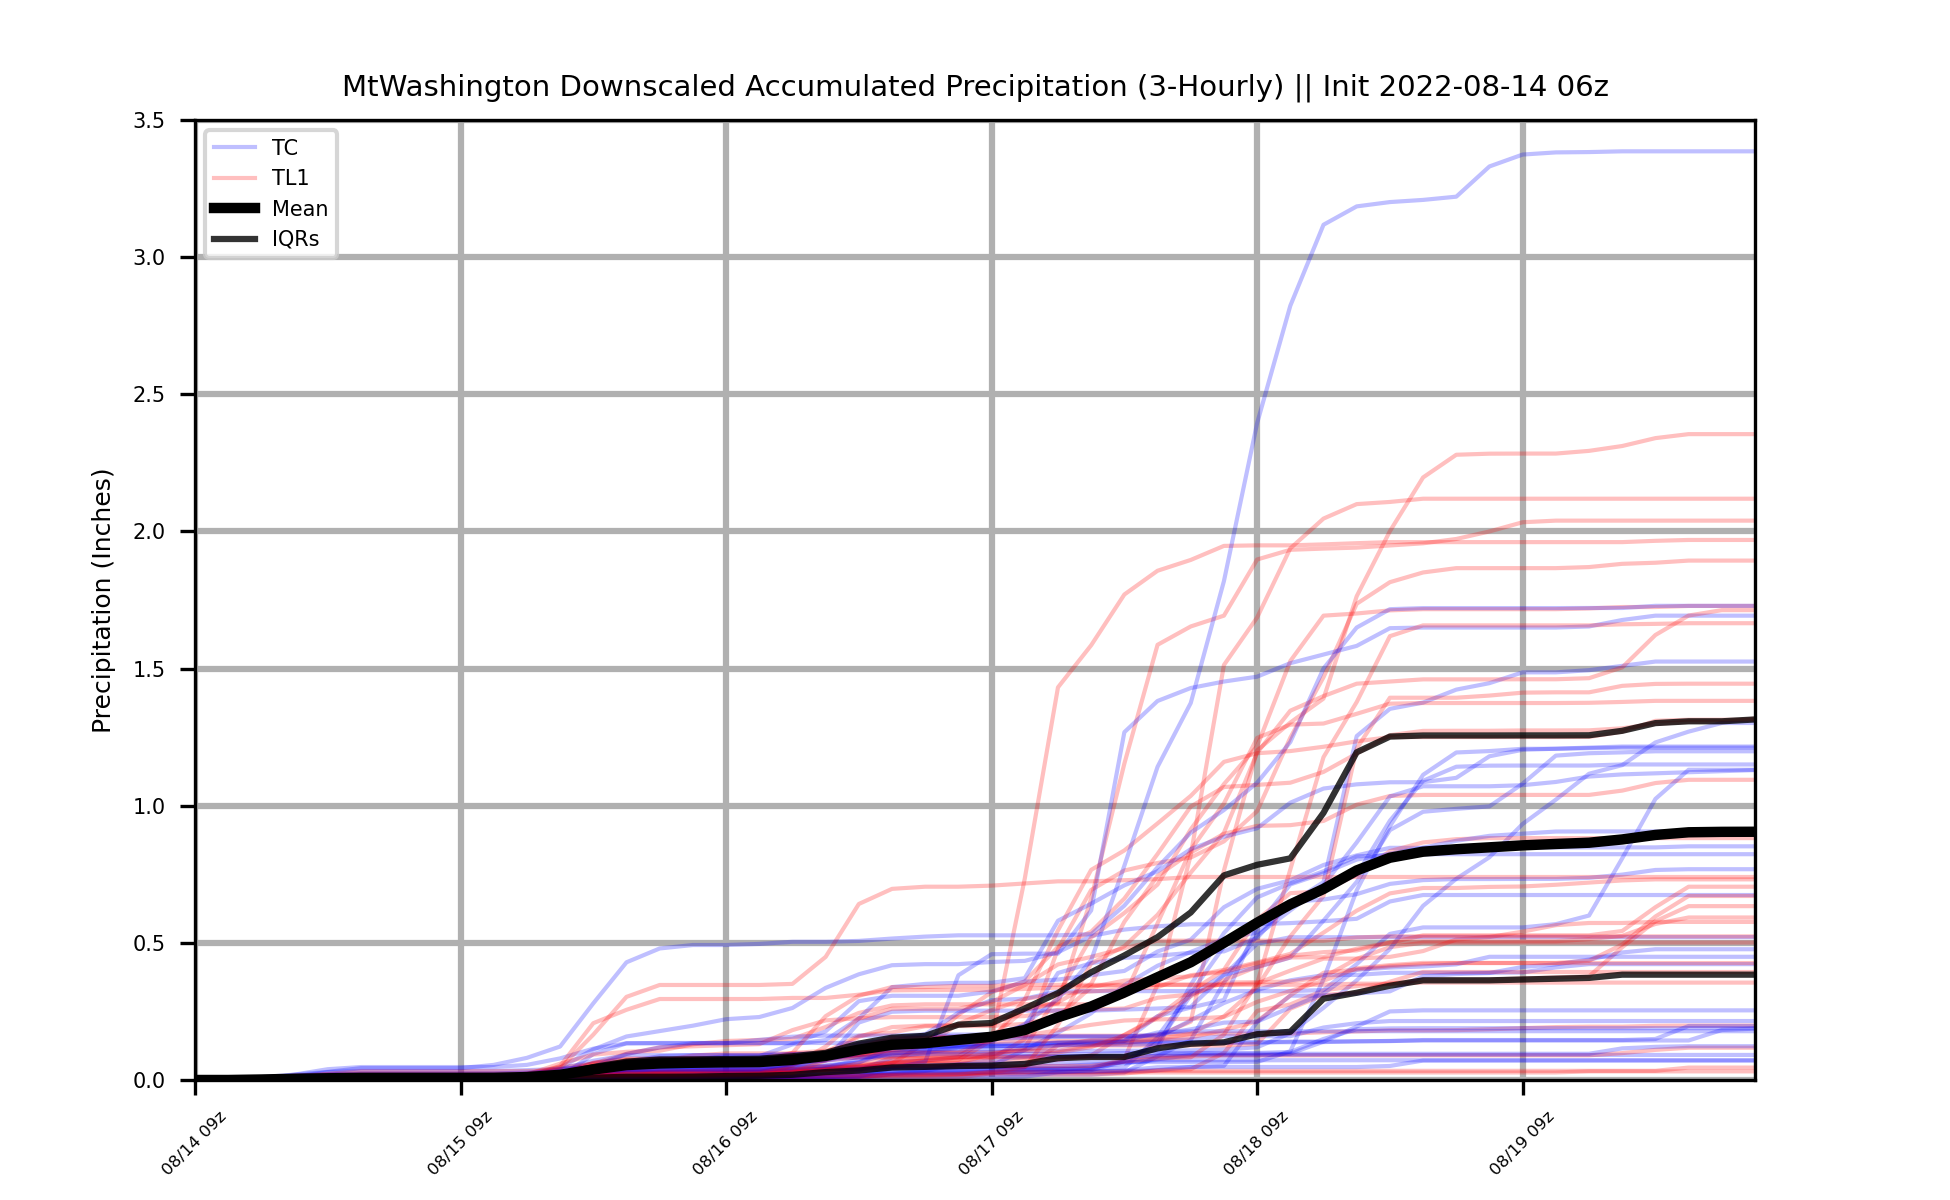 MtWashington Downscaled Accumulated Precipitation (3-Hourly) || Init 2022-08-14 06z
TC
TL1
Mean
IQRs
Precipitation (Inches)
3.5
3.0
2.5
2.0
1.5
1.0
0.5
0.0
08/14 09z
08/15 09z
08/16 09z
08/17 09z
08/18 09z
08/19 09z